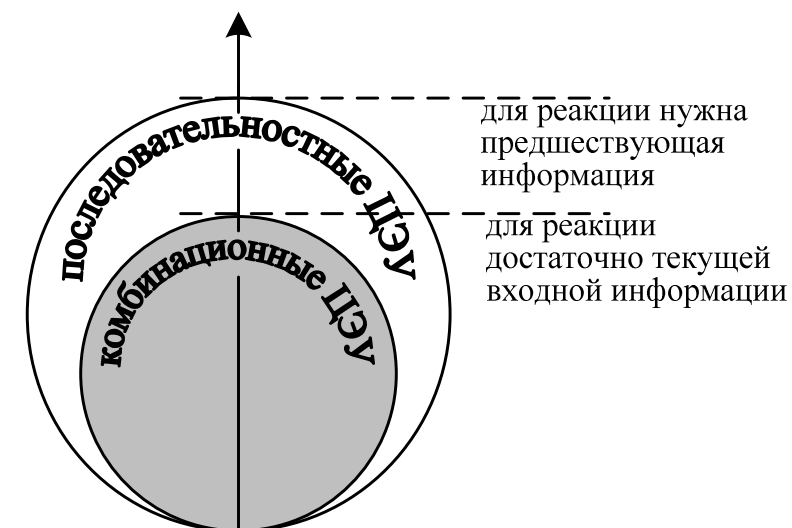 последовательностные ЦЭУ
для реакции нужна
предшествующая
информация
комбинационные ЦЭУ
для реакции
достаточно текущей
входной информации